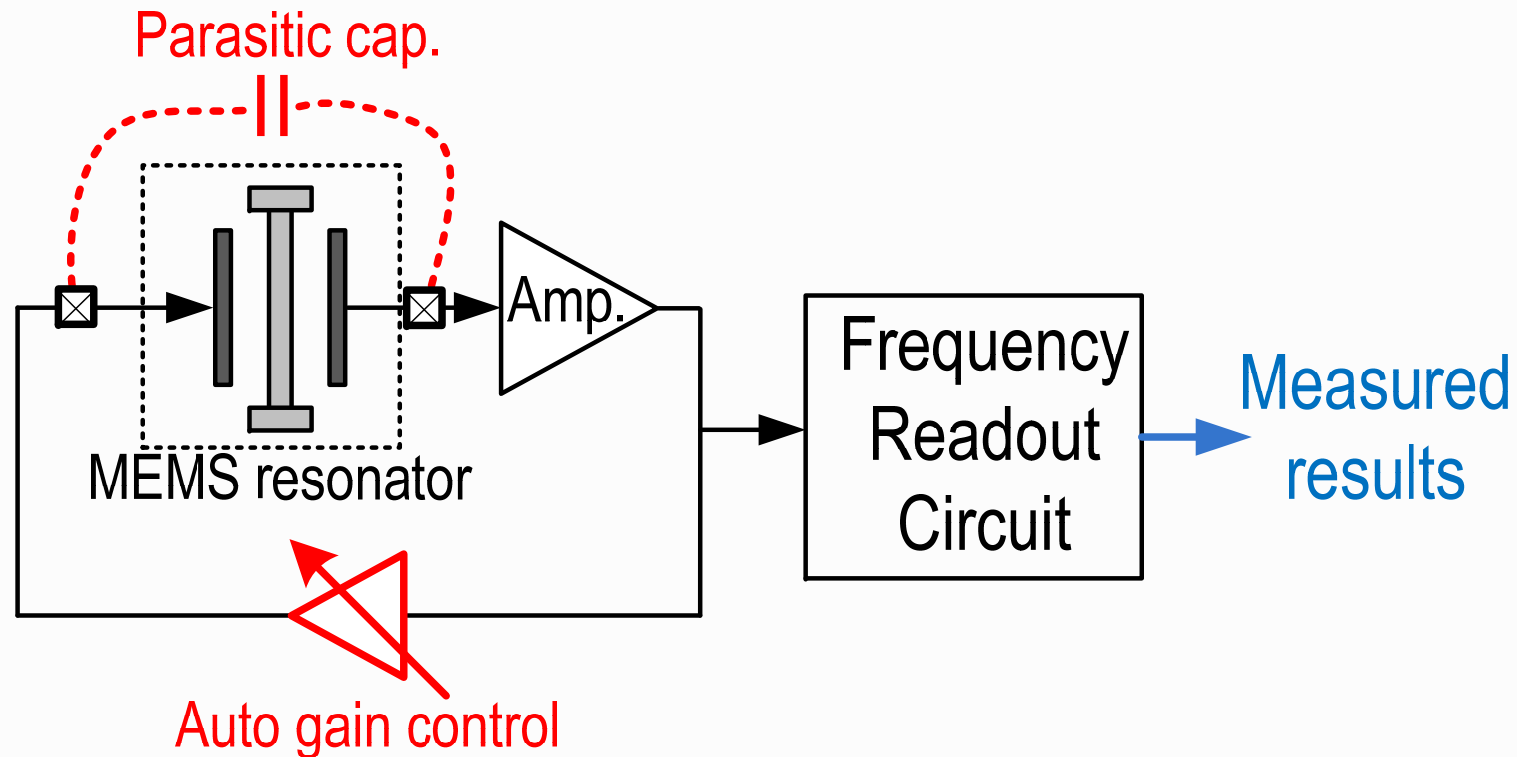 Parasitic cap.
Amp.
MEMS resonator
Frequency
Readout
Circuit
Measured
results
Auto gain control